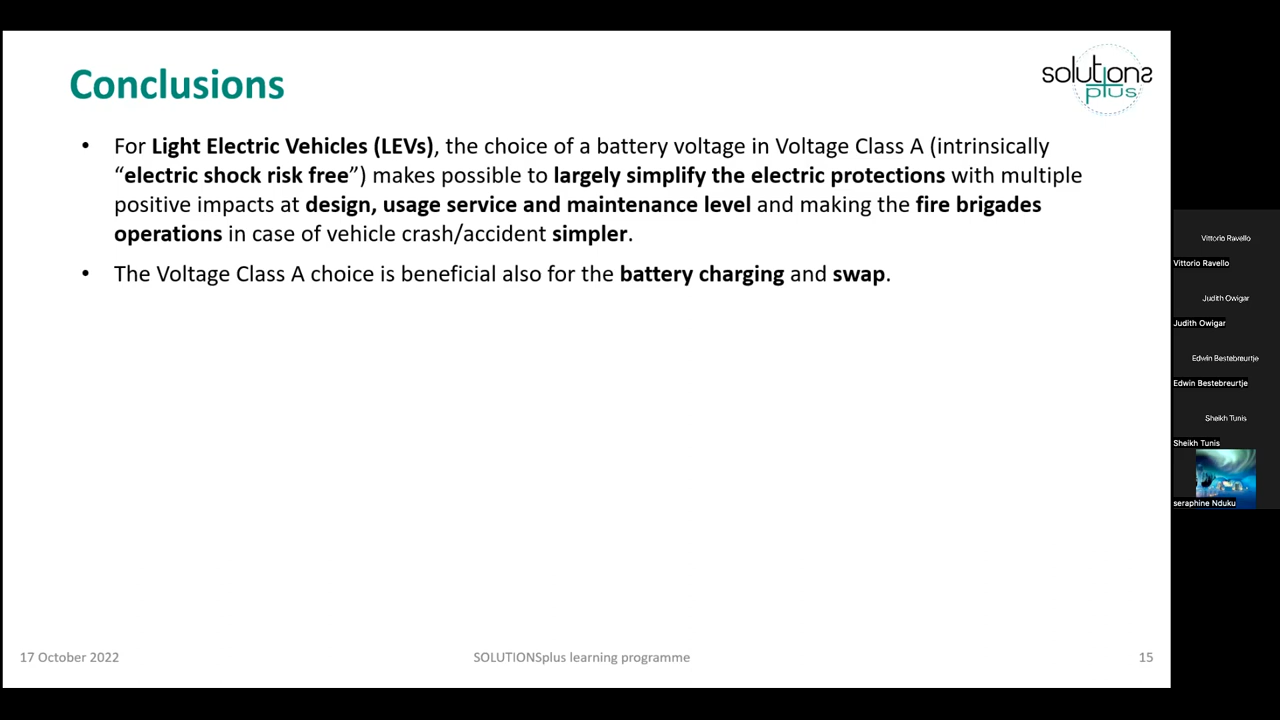 Conclusions
solutions
plus
• For Light Electric Vehicles (LEVs), the choice of a battery voltage in Voltage Class A (intrinsically
“electric shock risk free”) makes possible to largely simplify the electric protections with multiple
positive impacts at design, usage service and maintenance level and making the fire brigades
operations in case of vehicle crash/accident simpler.
• The Voltage Class A choice is beneficial also for the battery charging and swap.
17 October 2022
SOLUTIONSplus learning programme
15
Vittorio Ravello
Vittorio Ravello
Judith Owigar
Judith Owigar
Edwin Bestebreurtje
Edwin Bestebreurtje
Sheikh Tunis
Sheikh Tunis
seraphine Nduku